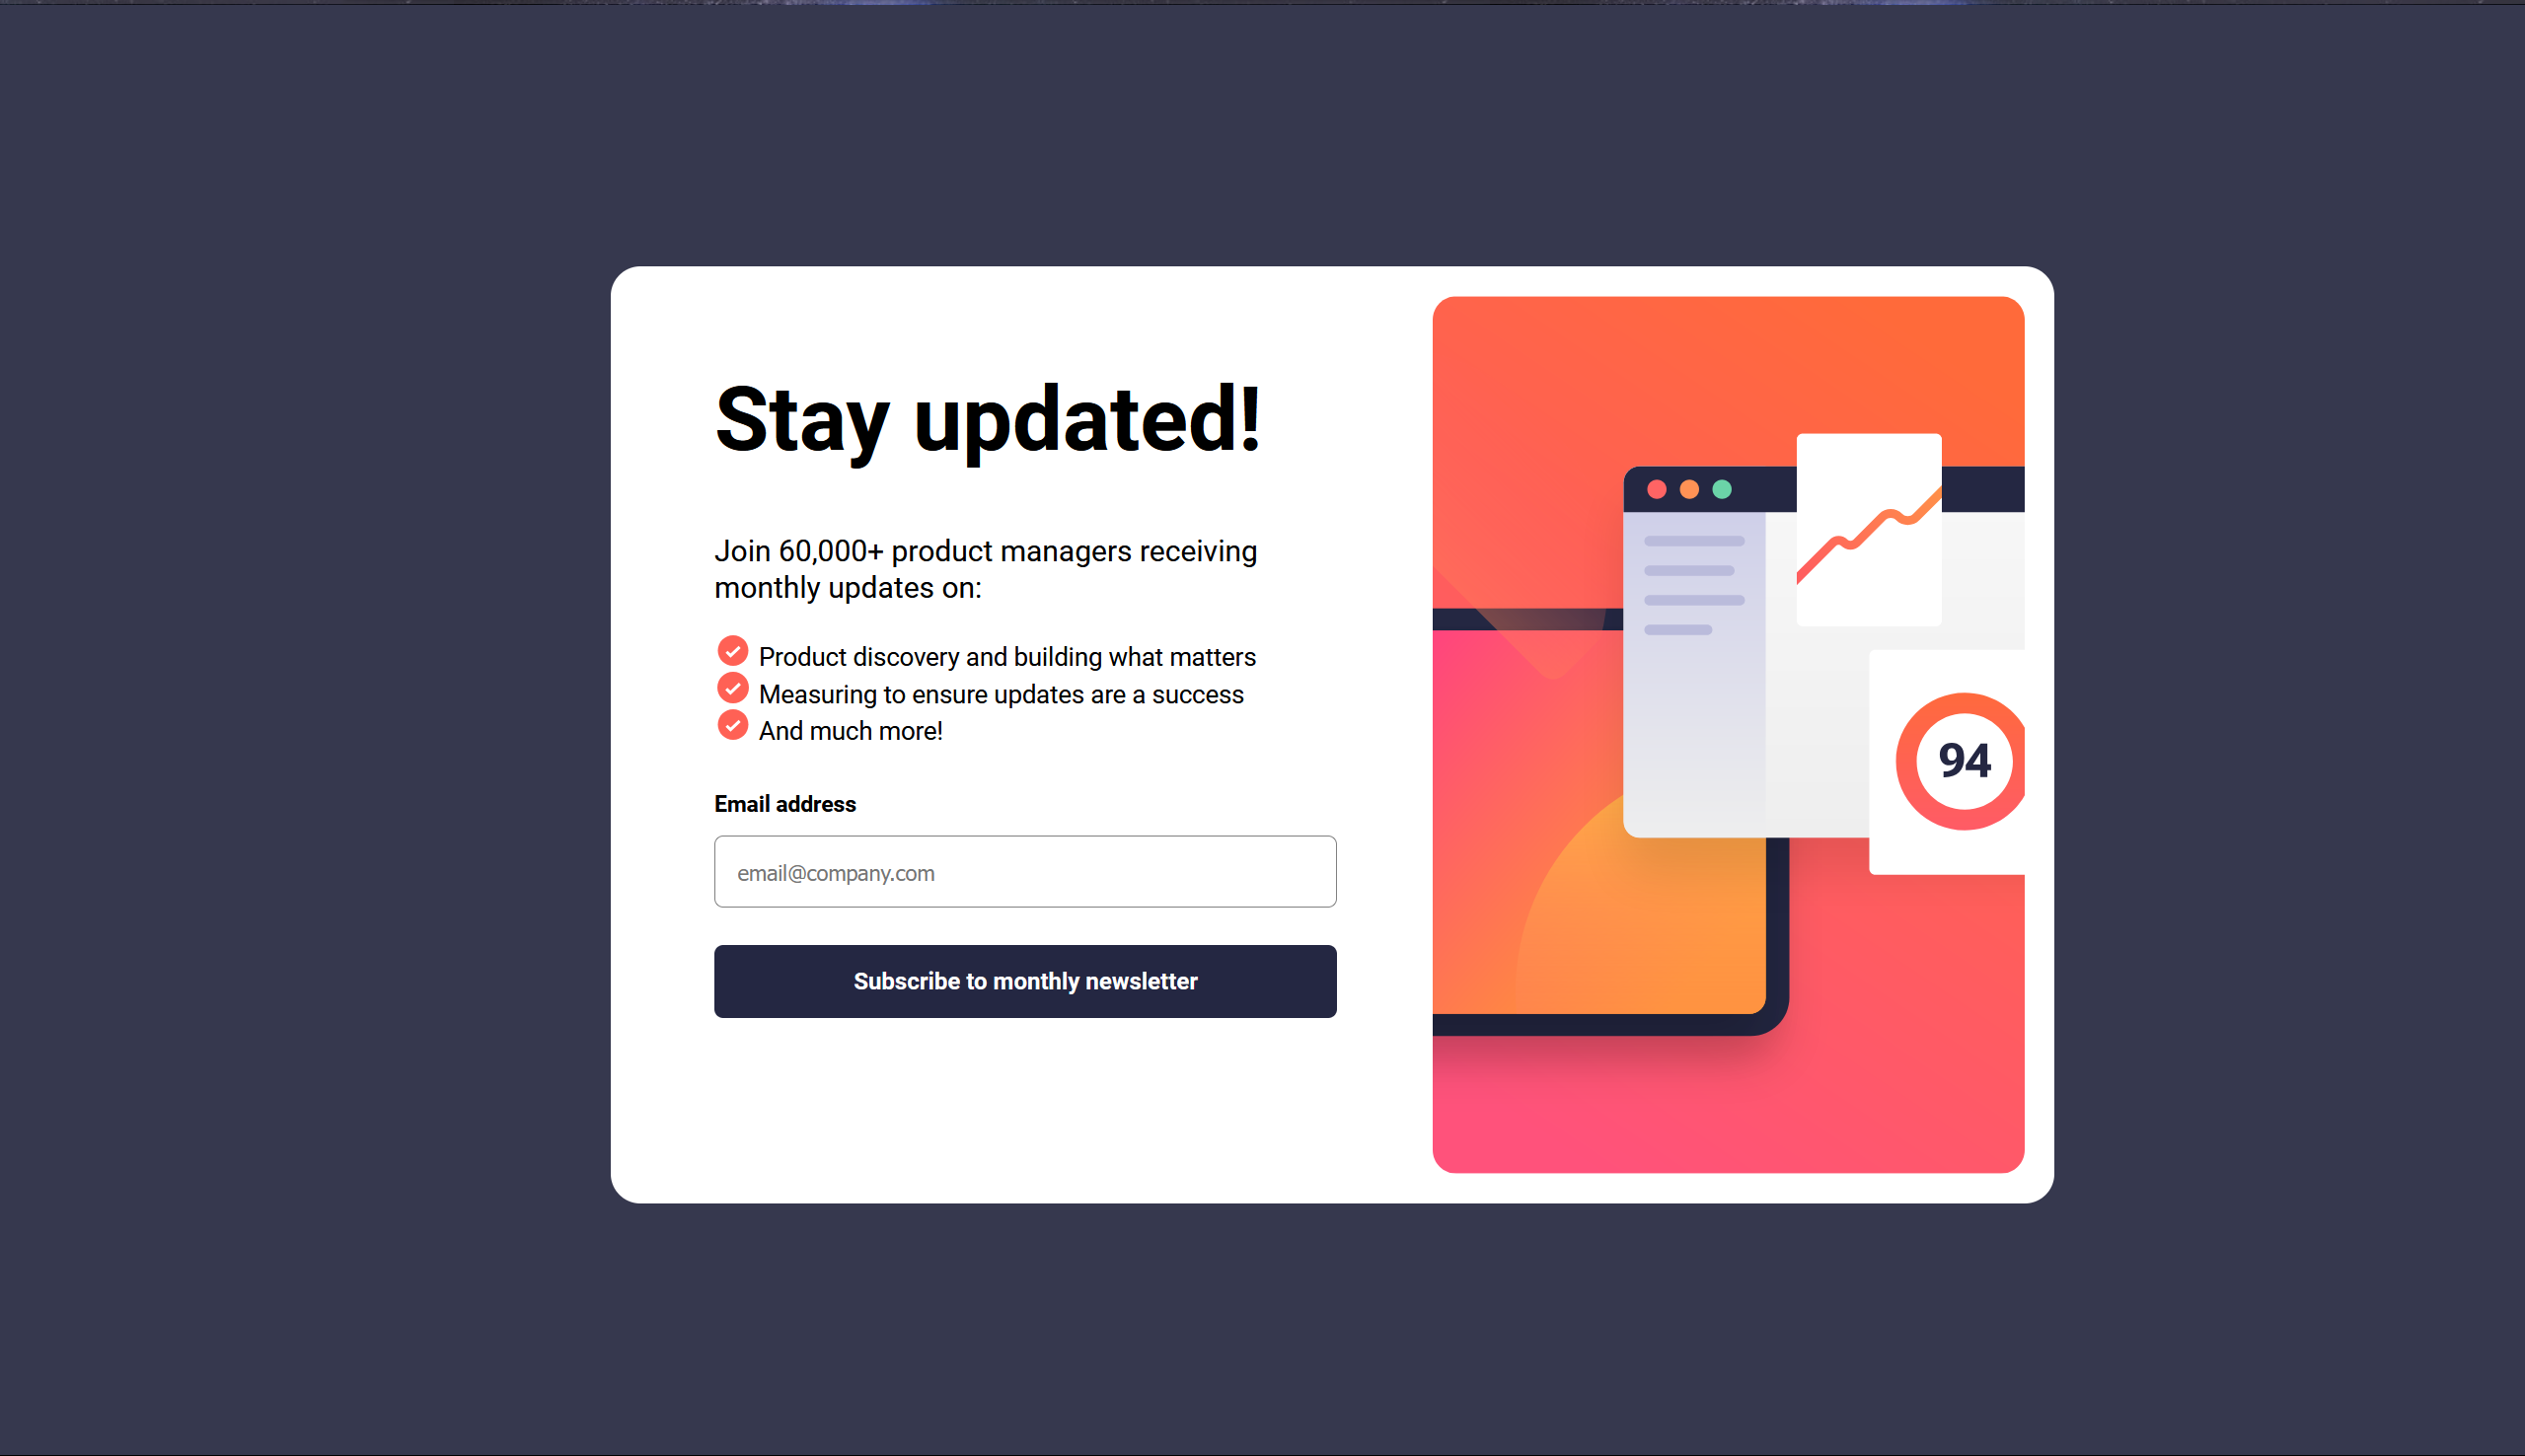 Stay updated!
Join 60,000+ product managers receiving
monthly updates on:
Product discovery and building what matters
Measuring to ensure updates are a success
And much more!
Email address
email@company.com
Subscribe to monthly newsletter
94